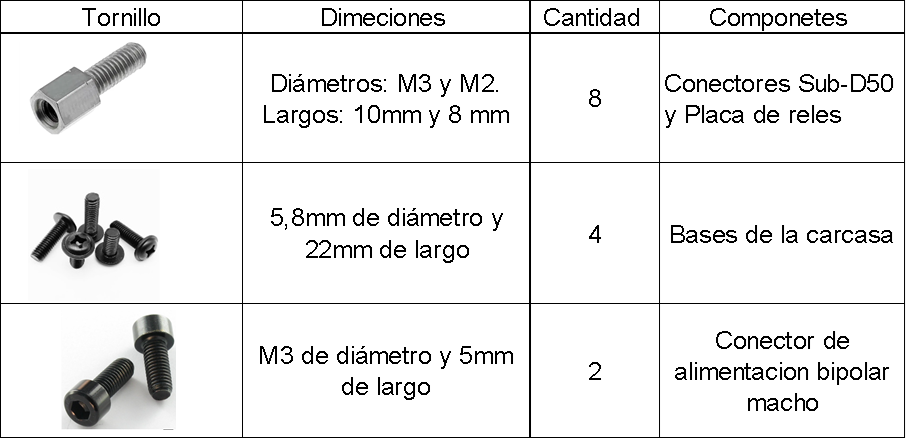 Tornillo
Dimeciones
Cantidad
Componetes
Diámetros: M3 y M2.
Largos: 10mm y 8 mm
8
Conectores Sub-D50
y Placa de reles
5,8mm de diámetro y
22mm de largo
4
Bases de la carcasa
M3 de diámetro y 5mm
de largo
2
Conector de
alimentacion bipolar
macho